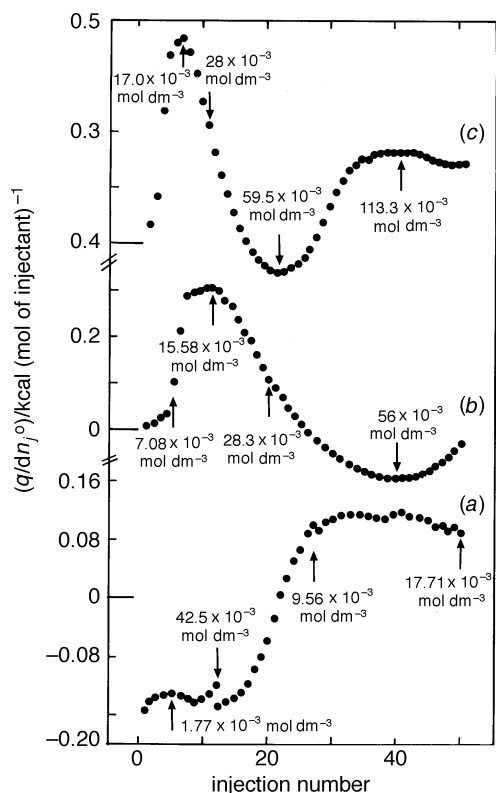 0.5
17.0 x 10⁻³
mol dm⁻³
28 x 10⁻³
mol dm⁻³
0.3
(c)
59.5 x 10⁻³
mol dm⁻³
113.3 x 10⁻³
mol dm⁻³
0.4
0.2
15.58 x 10⁻³
mol dm⁻³
(b)
56 x 10⁻³
mol dm⁻³
0
7.08 x 10⁻³
mol dm⁻³
28.3 x 10⁻³
mol dm⁻³
0.16
(a)
0.08
9.56 x 10⁻³
mol dm⁻³
17.71 x 10⁻³
mol dm⁻³
0
42.5 x 10⁻³
mol dm⁻³
−0.08
1.77 x 10⁻³ mol dm⁻³
−0.20
0 20 40
injection number
(q/dnⱼᵒ)/kcal (mol of injectant)⁻¹